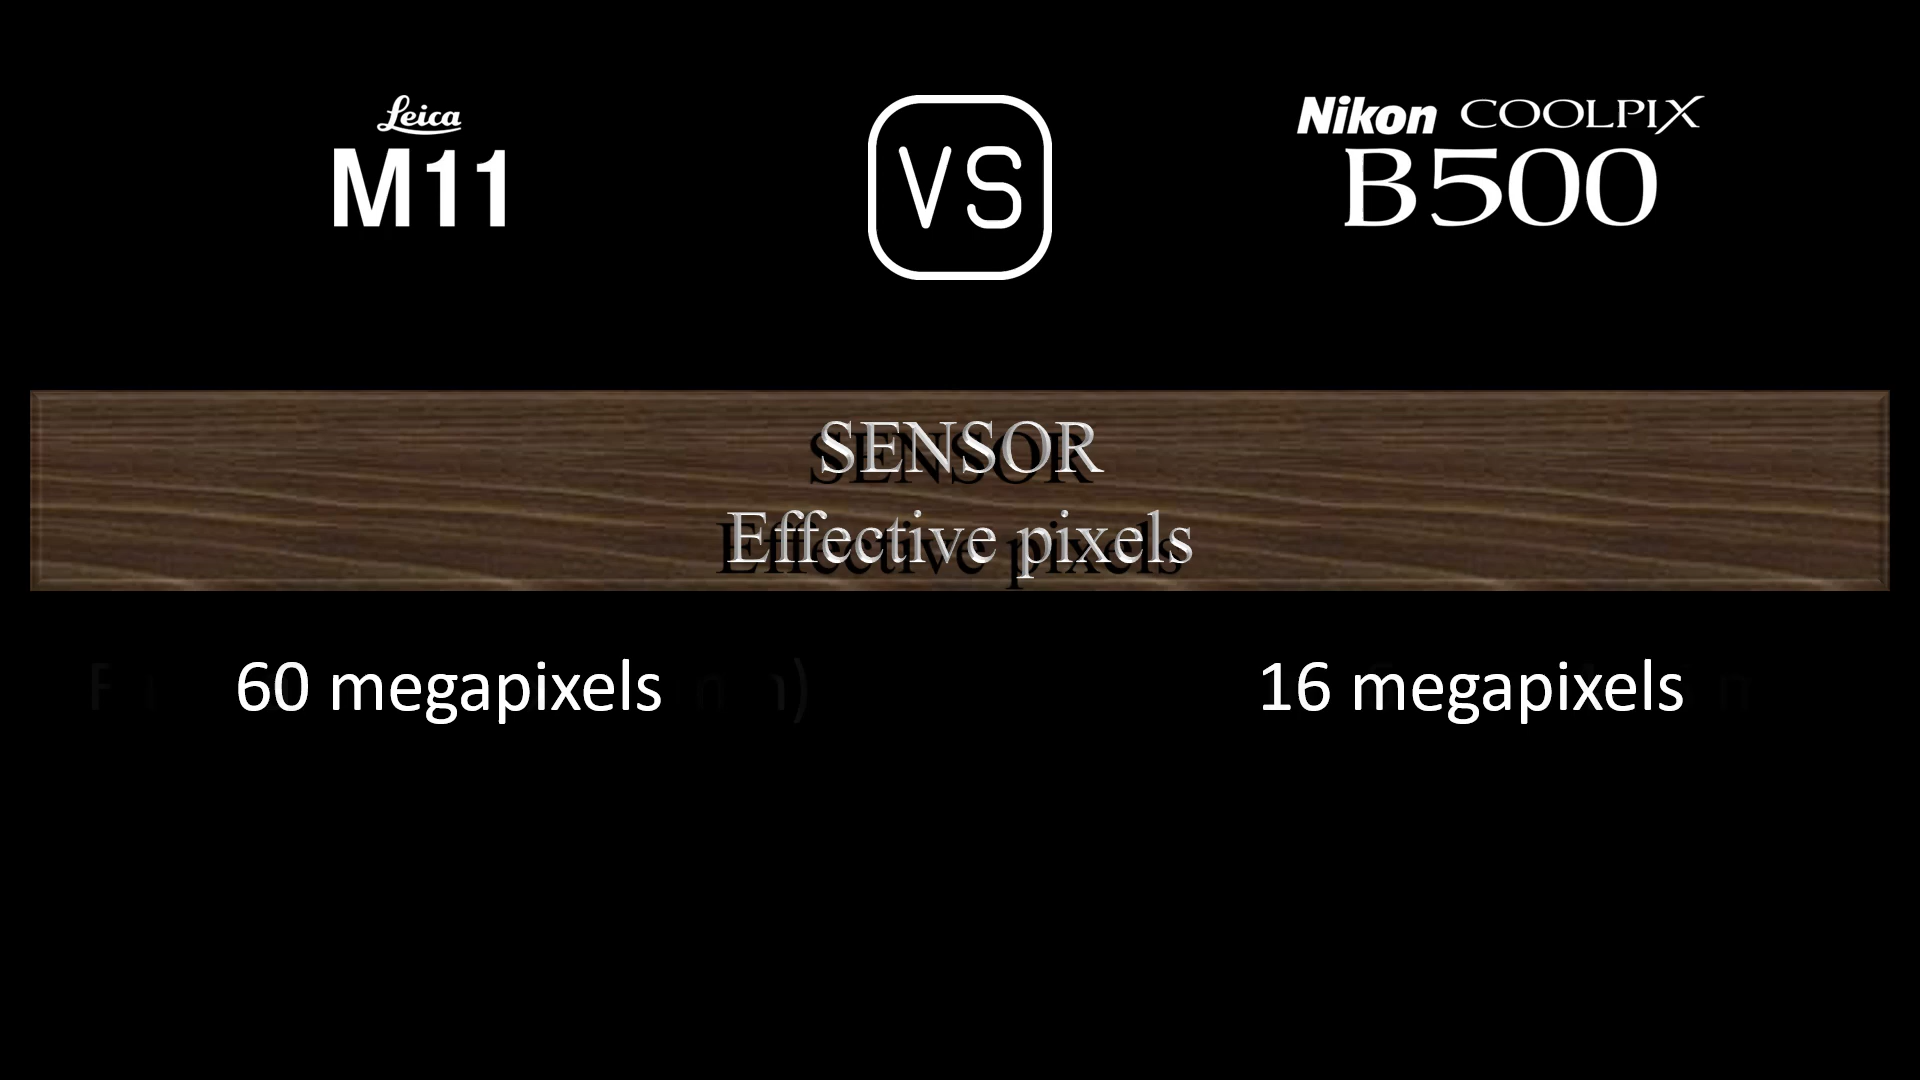 Leica
M11
VS
Nikon COOLPIX
B500
SENSOR
Effective pixels
60 megapixels
16 megapixels